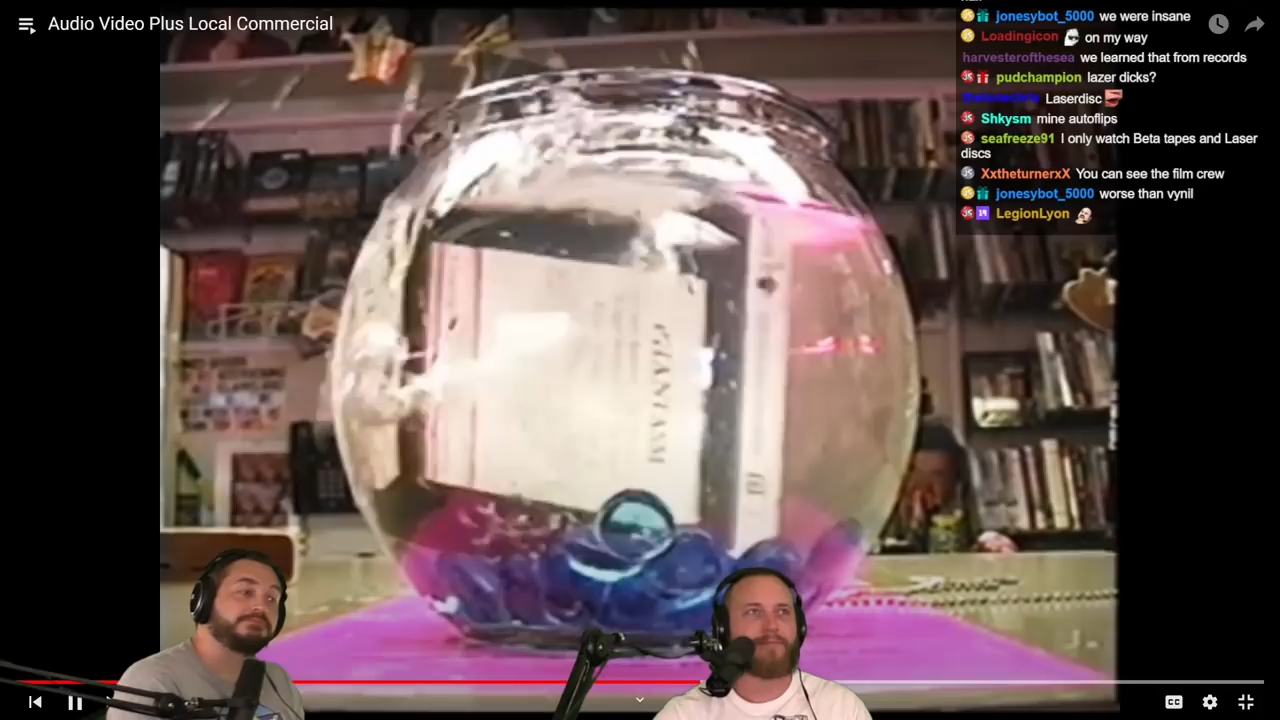 Audio Video Plus Local Commercial
jonesybot_5000 we were insane
Loadingicon on my way
harvesterofthesea we learned that from records
pudchampion lazer dicks?
Laserdisc
Shkysm mine autoflips
seafreeze91 I only watch Beta tapes and Laser
discs
XxtheturnerxX You can see the film crew
19
jonesybot_5000 worse than vynil
LegionLyon
CC